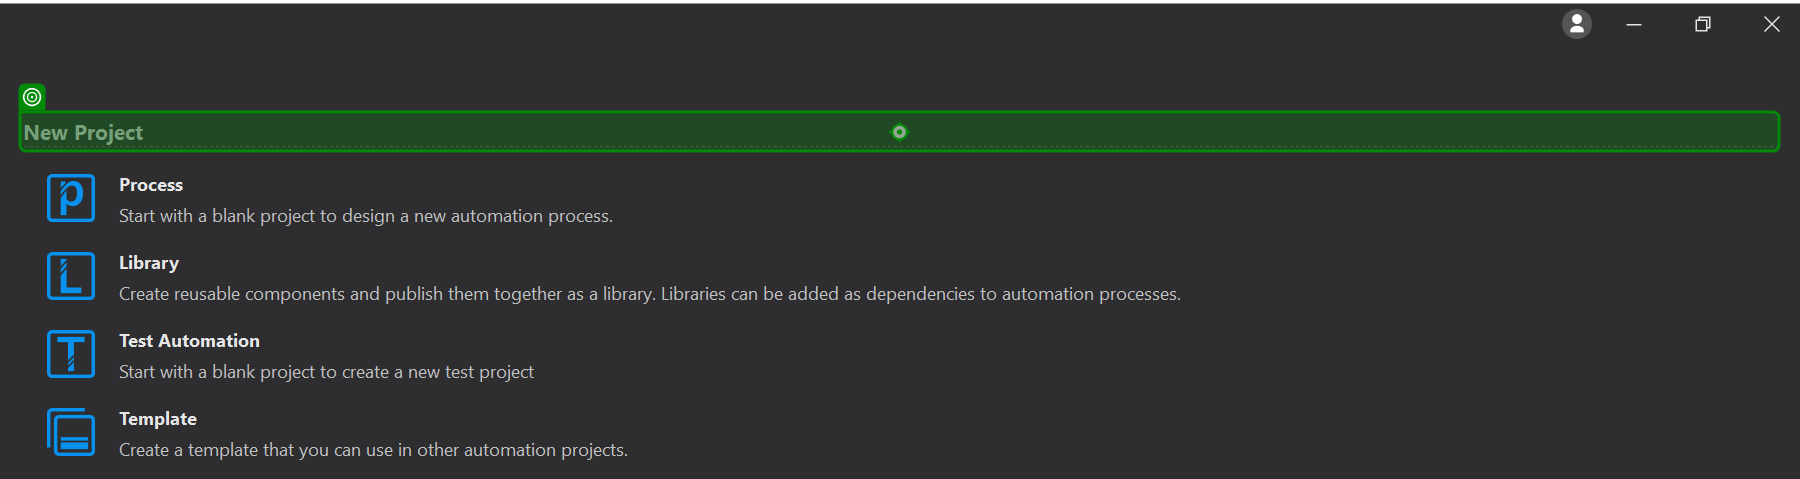 New Project
Process
Start with a blank project to design a new automation process.
Library
Create reusable components and publish them together as a library. Libraries can be added as dependencies to automation processes.
Test Automation
Start with a blank project to create a new test project
Template
Create a template that you can use in other automation projects.